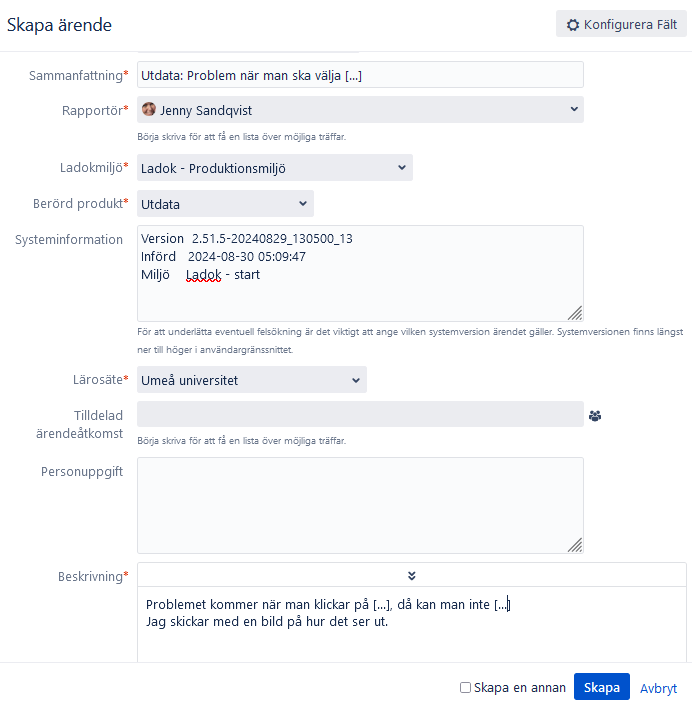 Skapa ärende
Konfigurera Fält
Sammanfattning*
Utdata: Problem när man ska välja [...]
Rapportör*
Jenny Sandqvist
Börja skriva för att få en lista över möjliga träffar.
Ladokmiljö*
Ladok - Produktionsmiljö
Berörd produkt*
Utdata
Systeminformation
Version 2.51.5-20240829_130500_13
Införd 2024-08-30 05:09:47
Miljö Ladok - start
För att underlätta eventuell felsökning är det viktigt att ange vilken systemversion ärendet gäller. Systemversionen finns längst
ner till höger i användargränssnittet.
Lärosäte*
Umeå universitet
Tilldelad
ärendeåtkomst
Börja skriva för att få en lista över möjliga träffar.
Personuppgift
Beskrivning*
Problemet kommer när man klickar på [...], då kan man inte [...]
Jag skickar med en bild på hur det ser ut.
Skapa en annan
Skapa
Avbryt